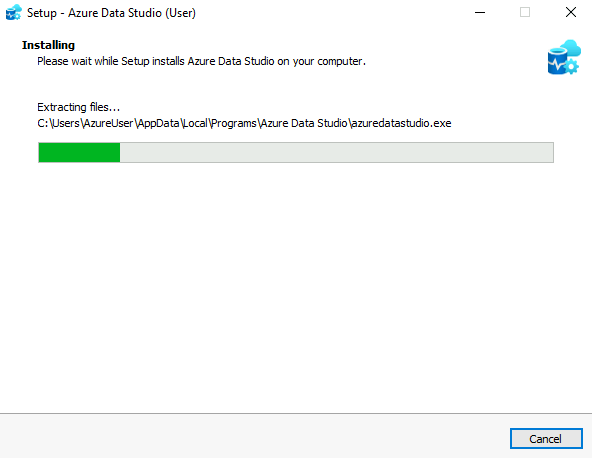 Setup - Azure Data Studio (User)
Installing
Please wait while Setup installs Azure Data Studio on your computer.
Extracting files...
C:\Users\AzureUser\AppData\Local\Programs\Azure Data Studio\azuredatastudio.exe
Cancel